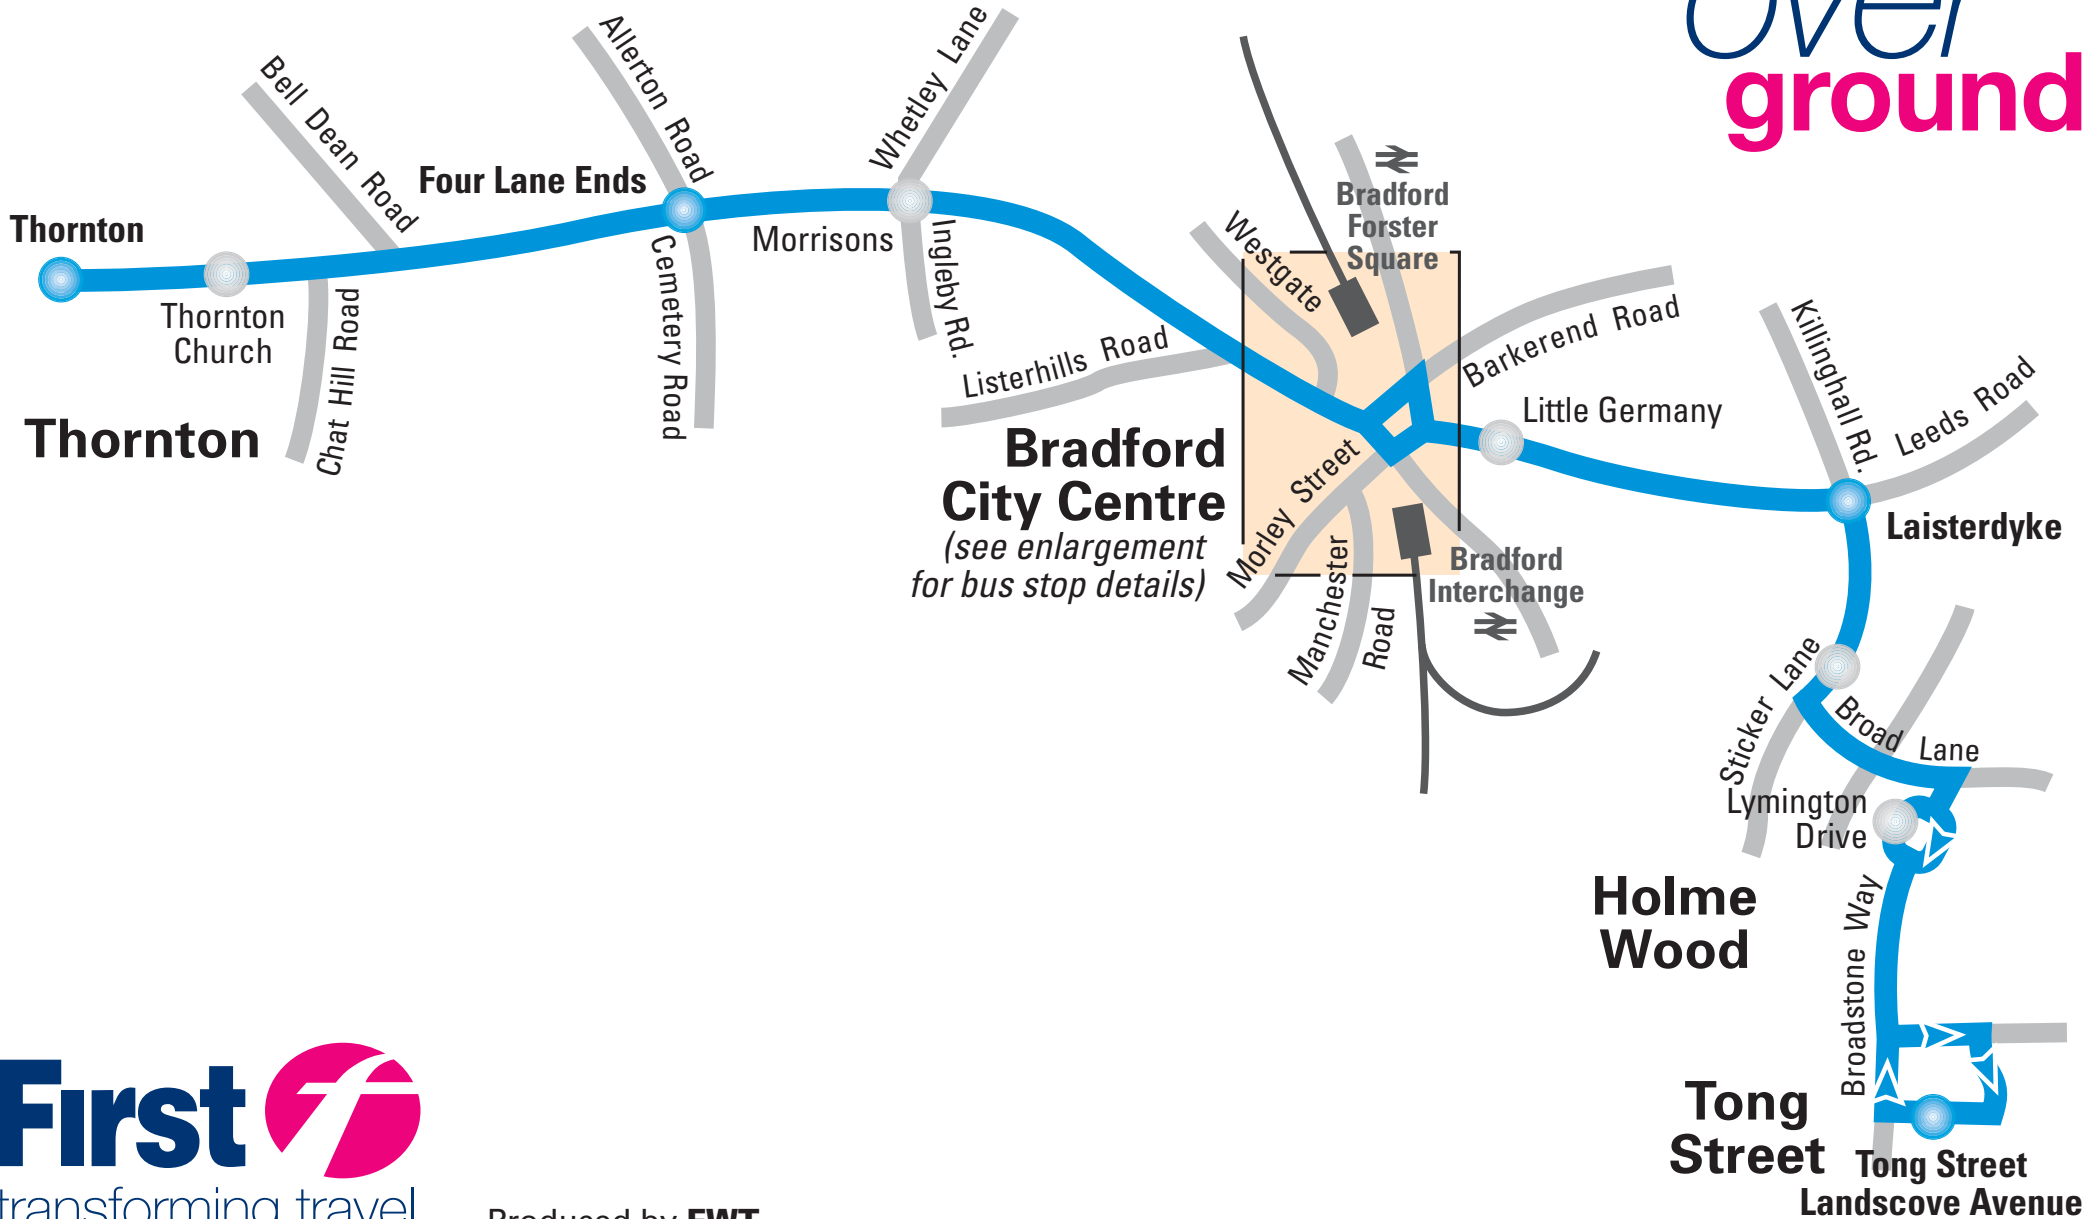 over
ground
Bell Dean Road
Allerton Road
Whetley Lane
Four Lane Ends
Thornton
Morrisons
Ingleby Rd.
Cemetery Road
Thornton
Church
Chat Hill Road
Thornton
Listerhills Road
Westgate
Bradford
Forster
Square
Barkerend Road
Killinghall Rd.
Leeds Road
Little Germany
Laisterdyke
Bradford
City Centre
(see enlargement
for bus stop details)
Morley Street
Manchester
Road
Bradford
Interchange
Sticker Lane
Broad Lane
Lymington
Drive
Holme
Wood
Broadstone Way
Tong
Street
Tong Street
Landscove Avenue
First
transforming travel
Produced by FWT